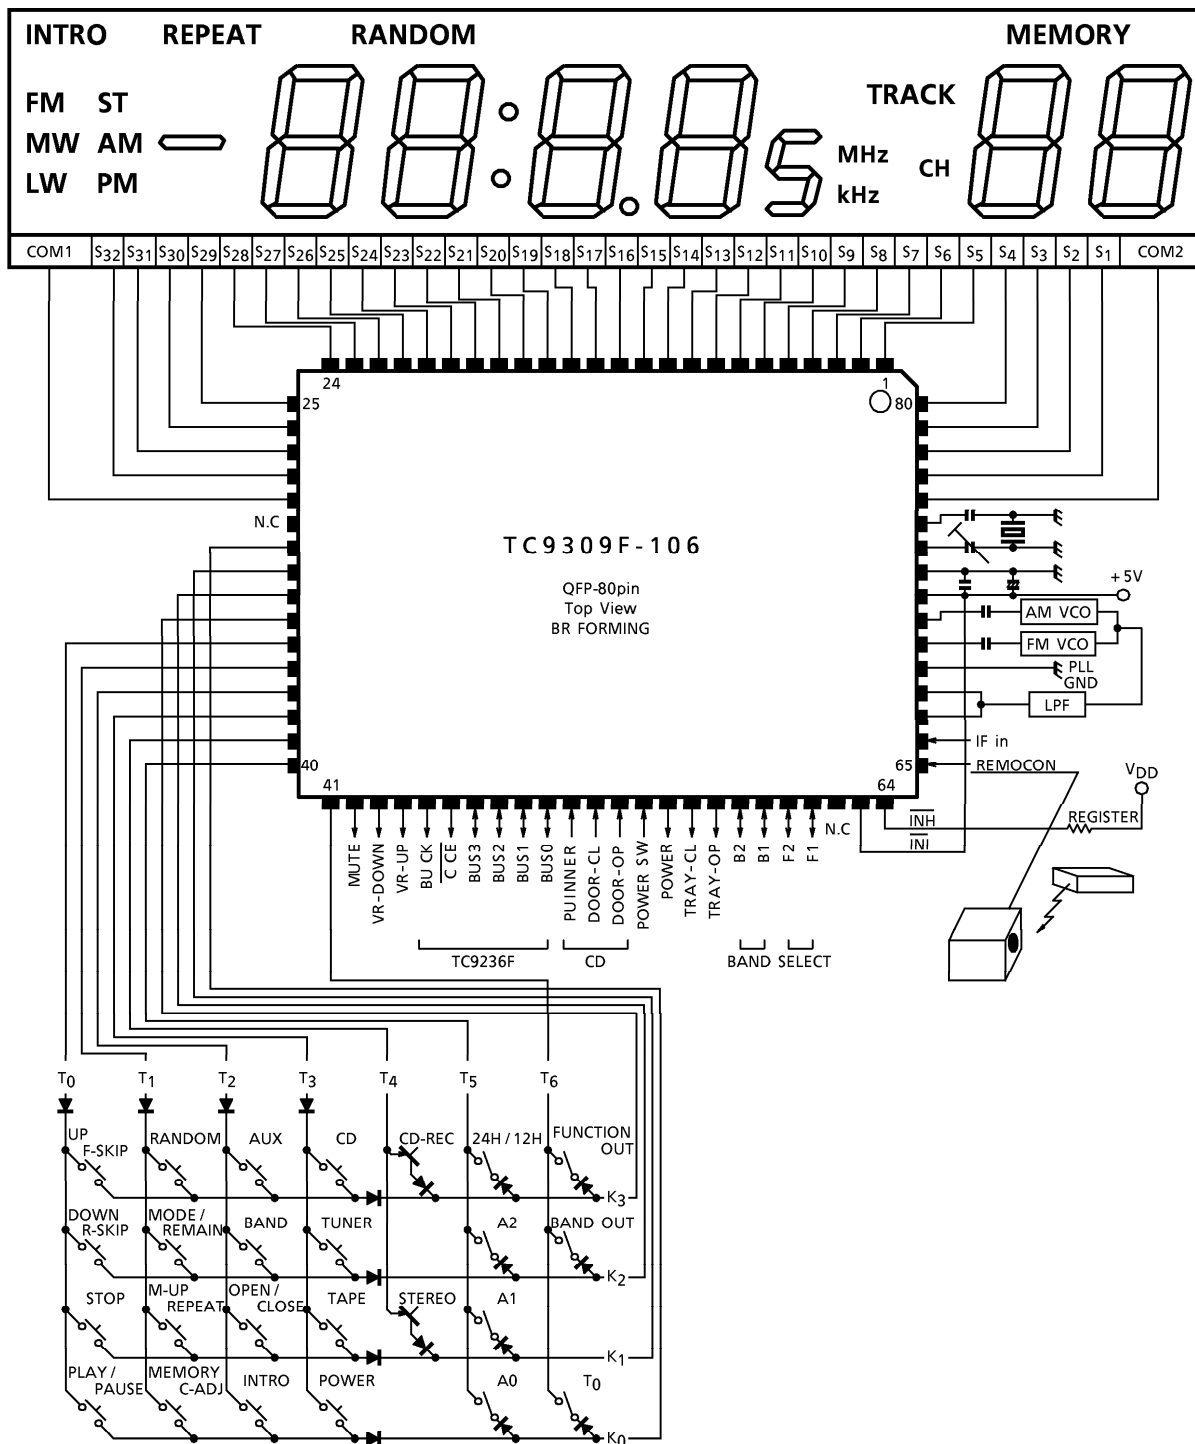 INTRO REPEAT RANDOM MEMORY
FM ST TRACK
MW AM MHz CH
LW PM kHz
COM1 S32 S31 S30 S29 S28 S27 S26 S25 S24 S23 S22 S21 S20 S19 S18 S17 S16 S15 S14 S13 S12 S11 S10 S9 S8 S7 S6 S5 S4 S3 S2 S1 COM2
24 1
25 80
N.C
TC9309F-106
QFP-80pin
Top View
BR FORMING
+5V
AM VCO
FM VCO
PLL
GND
LPF
IF in
REMOCON
40 65
41 64
VDD
REGISTER
INH
INI
N.C
MUTE
VR-DOWN
VR-UP
BU CK
C CE
BUS3
BUS2
BUS1
BUS0
PUINNER
DOOR-CL
DOOR-OP
POWER SW
POWER
TRAY-CL
TRAY-OP
B2
B1
F2
F1
TC9236F CD BAND SELECT
T0 T1 T2 T3 T4 T5 T6
UP
F-SKIP
RANDOM
AUX
CD
CD-REC
24H / 12H
FUNCTION
OUT
K3
DOWN
R-SKIP
MODE /
REMAIN
BAND
TUNER
A2
BAND OUT
K2
STOP
M-UP
REPEAT
OPEN /
CLOSE
TAPE
STEREO
A1
K1
PLAY /
PAUSE
MEMORY
C-ADJ
INTRO
POWER
A0
T0
K0